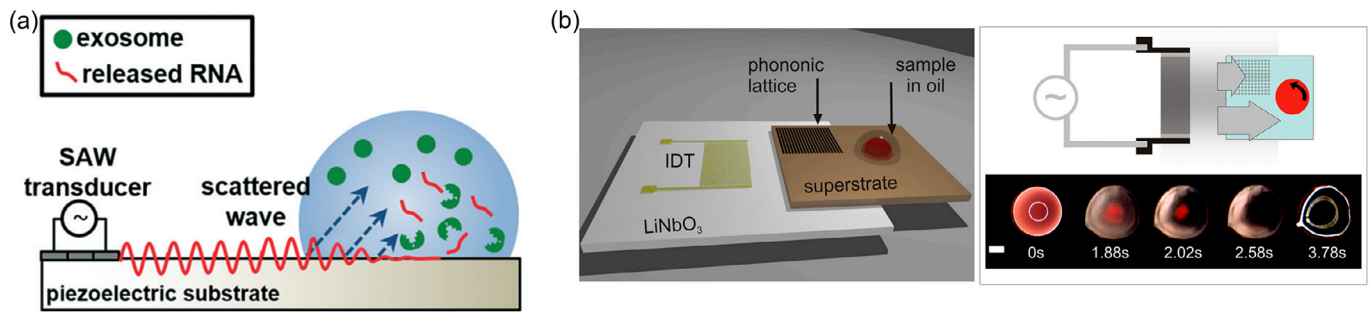 (a)
exosome
released RNA
SAW
transducer
~
scattered
wave
piezoelectric substrate
(b)
phononic
lattice
sample
in oil
IDT
superstrate
LiNbO3
~
0s
1.88s
2.02s
2.58s
3.78s